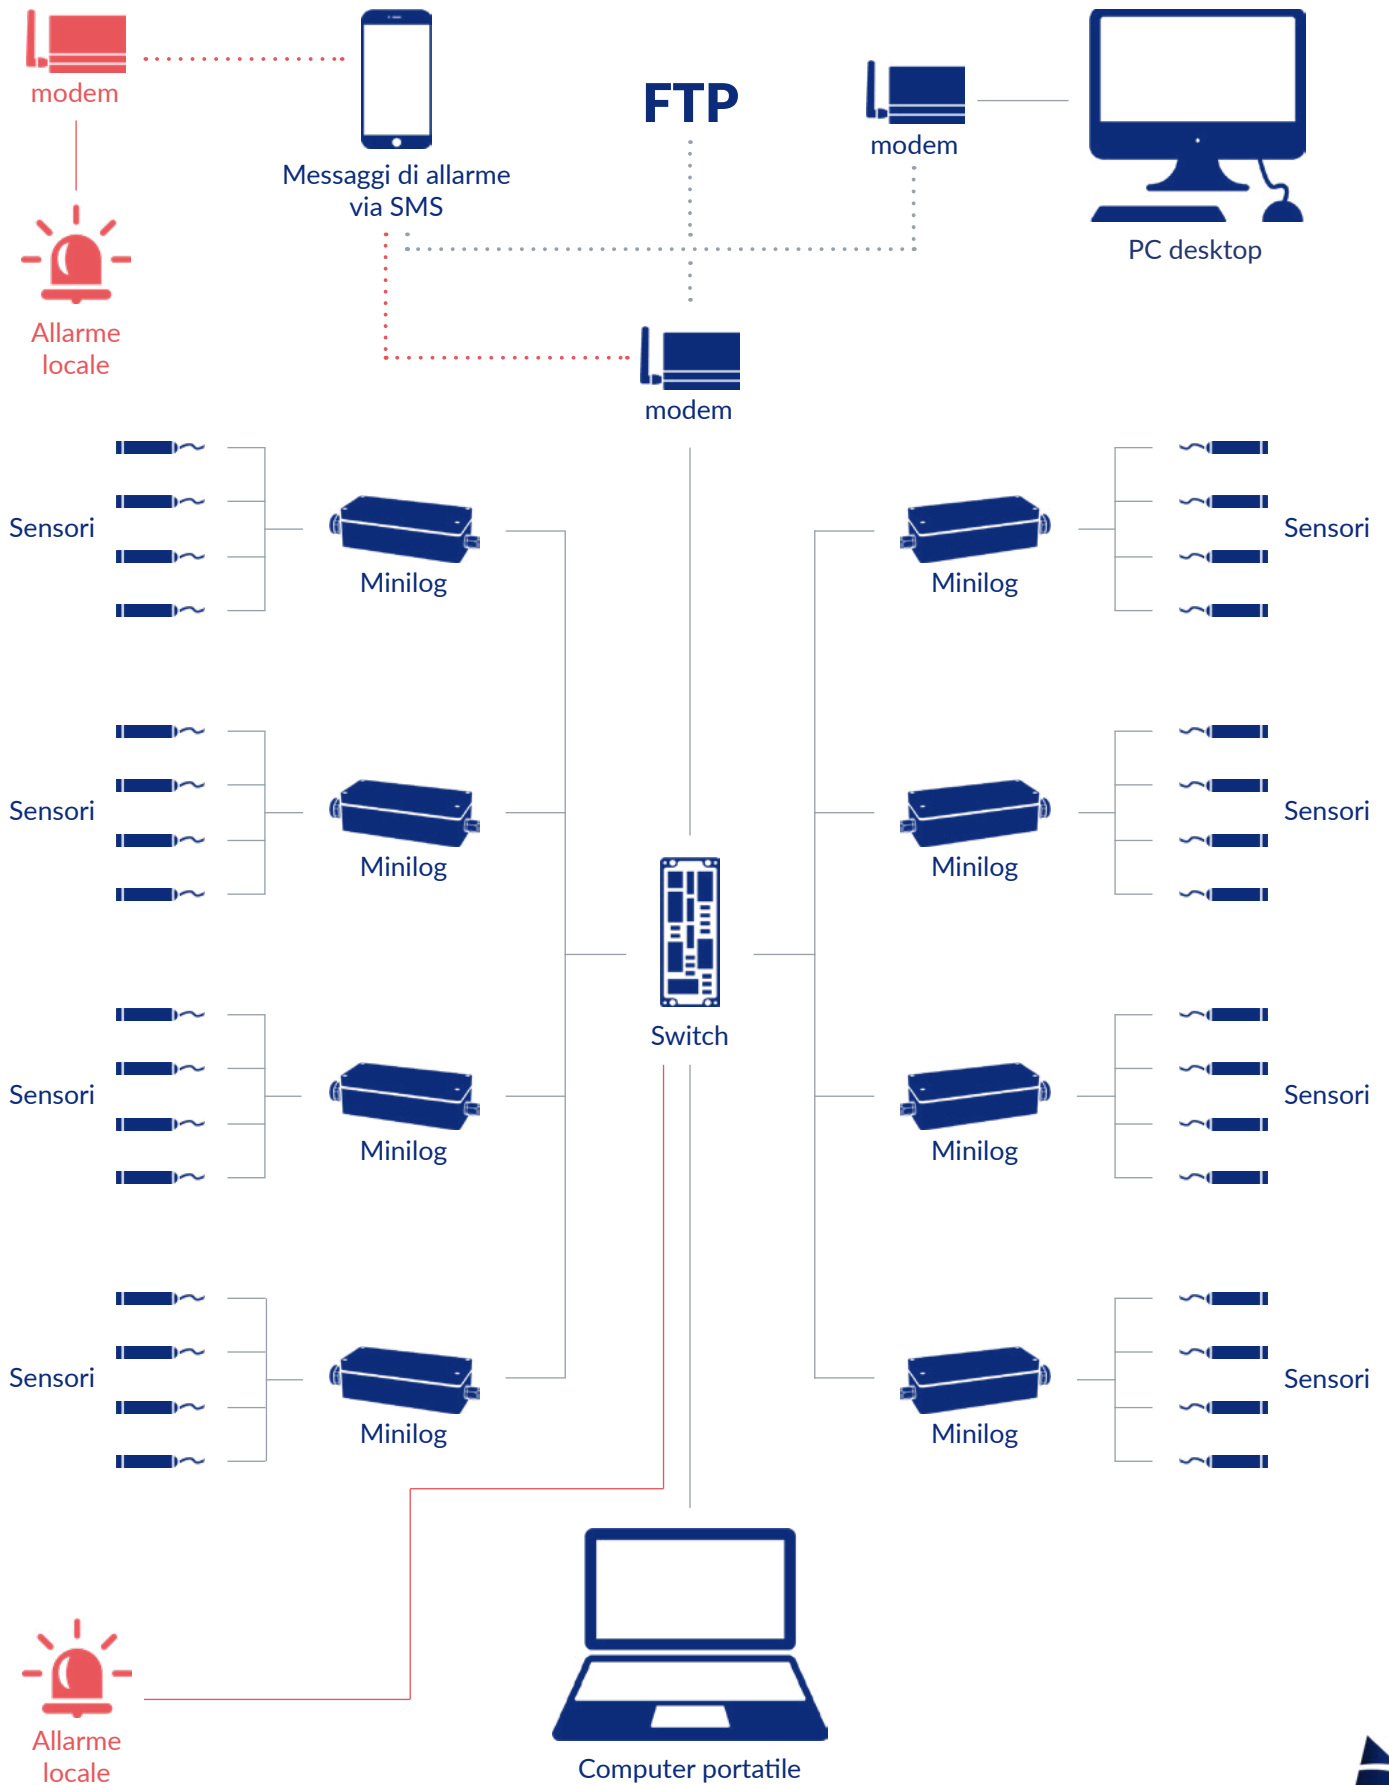 modem
FTP
modem
Messaggi di allarme
via SMS
PC desktop
Allarme
locale
modem
Sensori
Minilog
Minilog
Sensori
Sensori
Minilog
Minilog
Sensori
Switch
Sensori
Minilog
Minilog
Sensori
Sensori
Minilog
Minilog
Sensori
Allarme
locale
Computer portatile